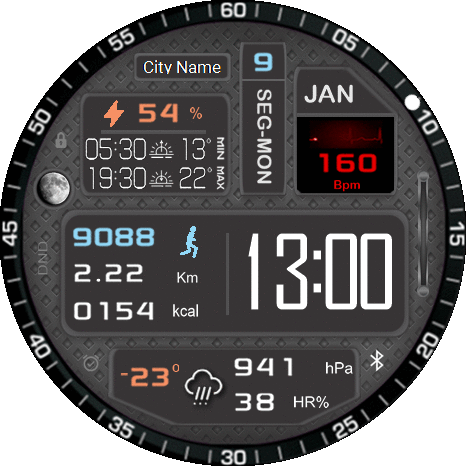 60
55
05
50
10
45
15
40
20
35
25
30
City Name
9
SEG-MON
JAN
54 %
05:30 13° MIN
19:30 22° MAX
160
Bpm
DND
9088
2.22 Km
0154 kcal
13:00
-23°
941 hPa
38 HR%